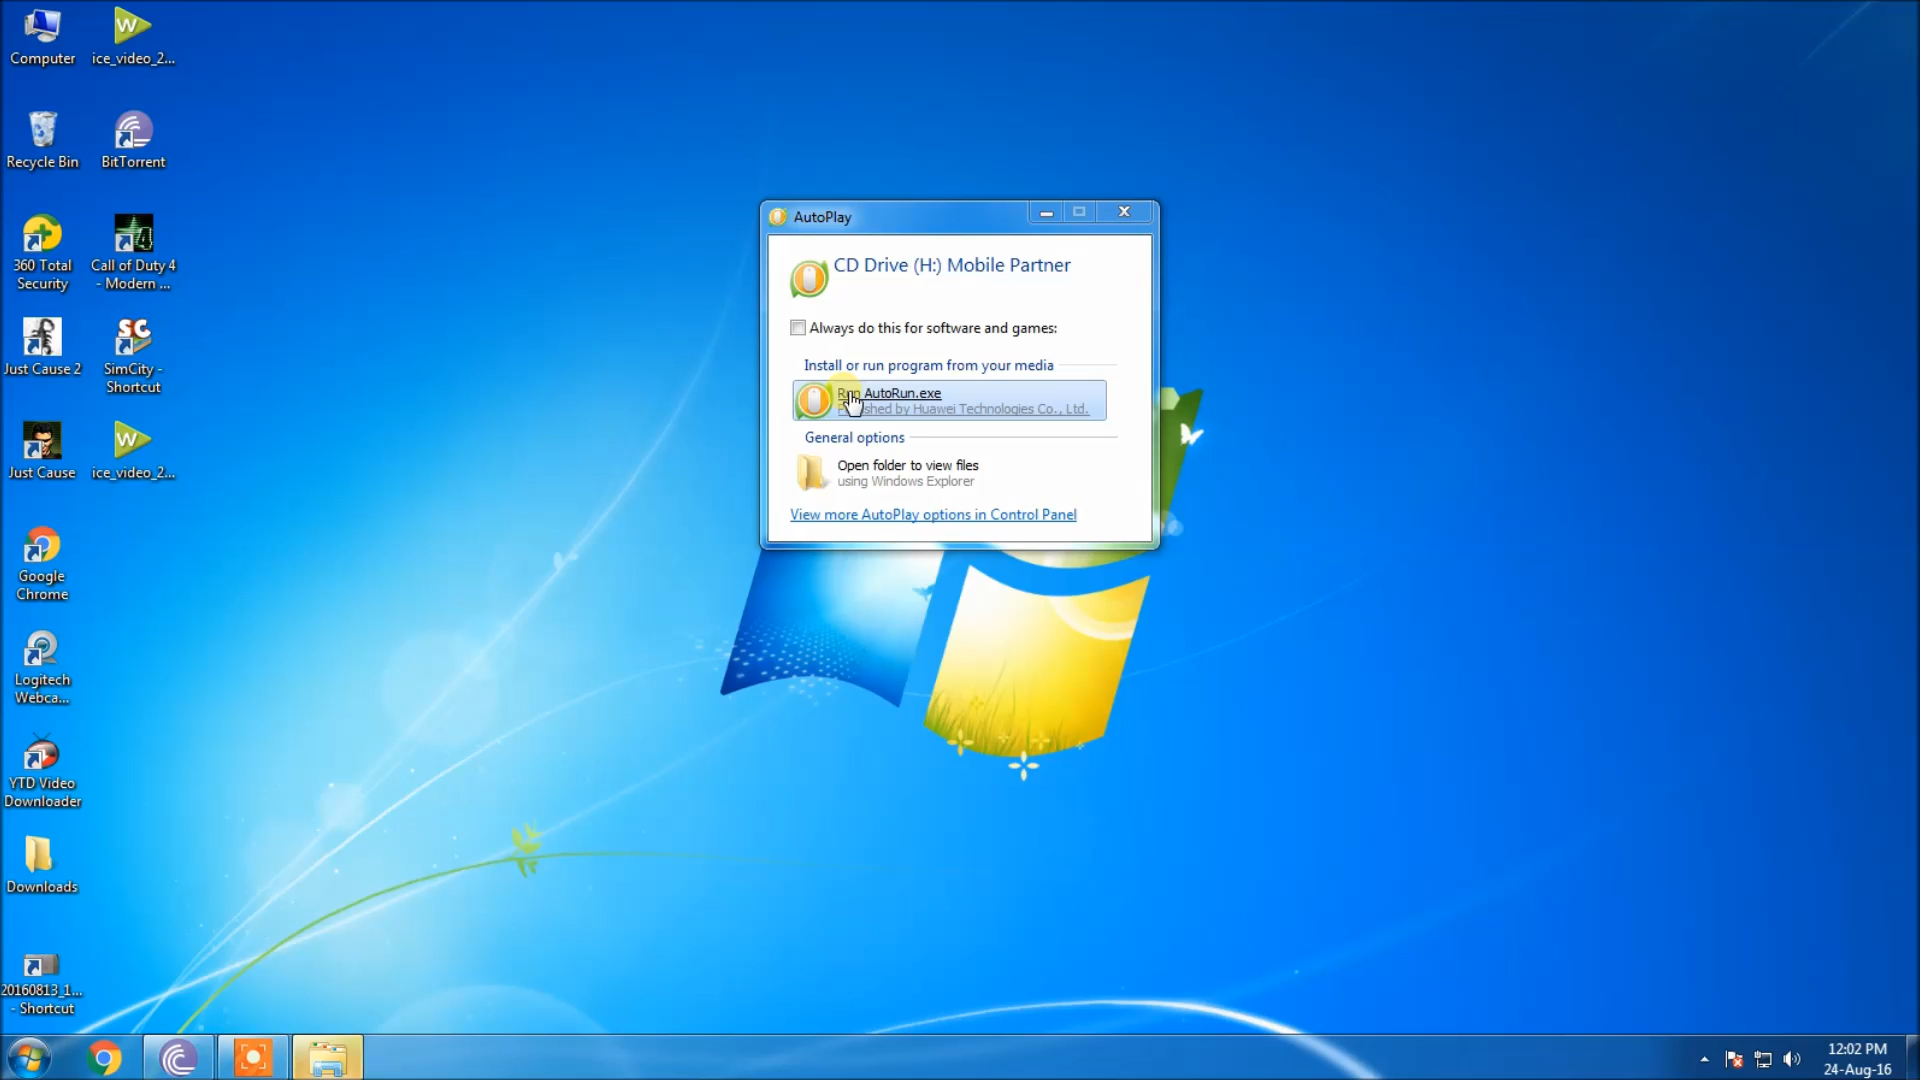 Computer
ice_video_2...
Recycle Bin
BitTorrent
360 Total
Security
Call of Duty 4
- Modern ...
Just Cause 2
SimCity -
Shortcut
Just Cause
ice_video_2...
Google
Chrome
Logitech
Webca...
YTD Video
Downloader
Downloads
20160813_1...
- Shortcut
AutoPlay
CD Drive (H:) Mobile Partner
Always do this for software and games:
Install or run program from your media
Run AutoRun.exe
Published by Huawei Technologies Co., Ltd.
General options
Open folder to view files
using Windows Explorer
View more AutoPlay options in Control Panel
12:02 PM
24-Aug-16